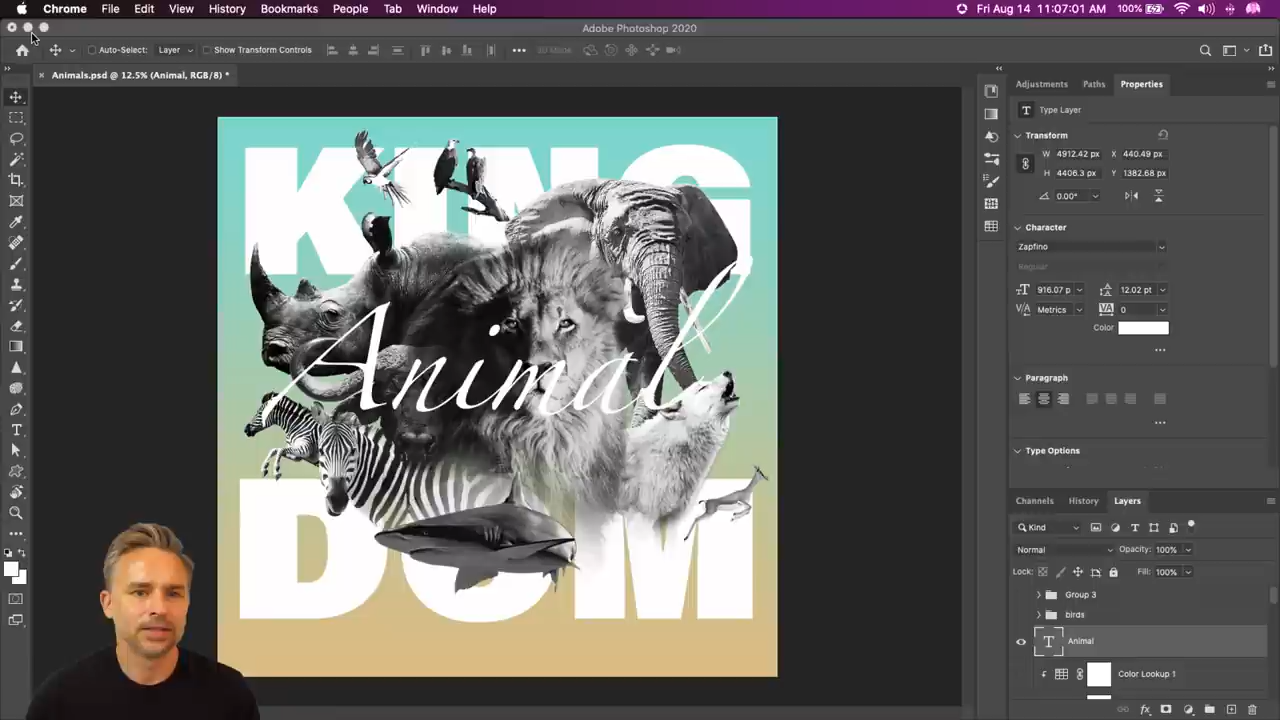 Chrome File Edit View History Bookmarks People Tab Window Help 100% Fri Aug 14 11:07:01 AM
Adobe Photoshop 2020
Auto-Select: Layer Show Transform Controls 3D Mode:
Animals.psd @ 12.5% (Animal, RGB/8) *
KING
Animal
DOM
Adjustments Paths Properties
T Type Layer
Transform
W 4912.42 px X 440.49 px
H 4406.3 px Y 1382.68 px
0.00°
Character
Zapfino
Regular
916.07 p 12.02 pt
Metrics 0
Color
Paragraph
Type Options
Channels History Layers
Kind
Normal Opacity: 100%
Lock: Fill: 100%
Group 3
birds
T Animal
Color Lookup 1
fx